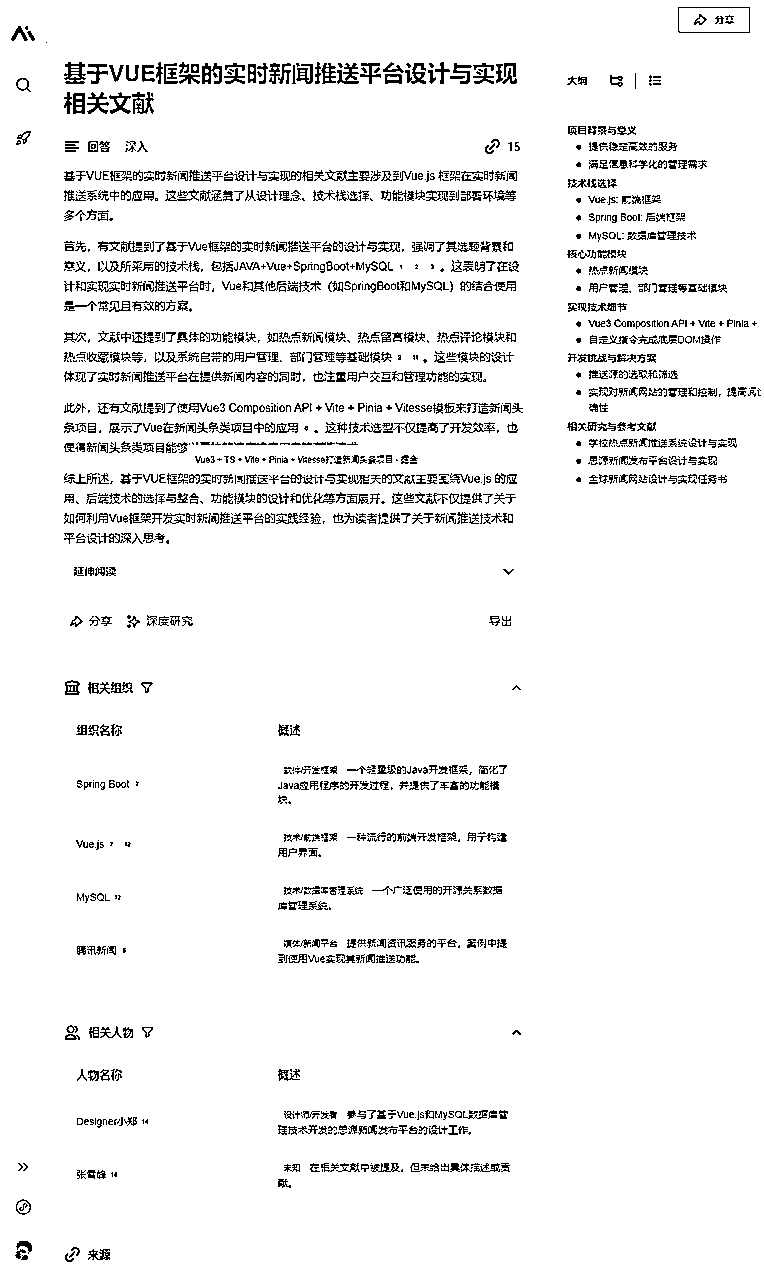 分享
基于VUE框架的实时新闻推送平台设计与实现
相关文献
回答 深入 15
基于VUE框架的实时新闻推送平台设计与实现的相关文献主要涉及到Vue.js 框架在实时新闻
推送系统中的应用。这些文献涵盖了从设计理念、技术栈选择、功能模块实现到部署环境等
多个方面。
首先，有文献提到了基于Vue框架的实时新闻推送平台的设计与实现，强调了其选题背景和
意义，以及所采用的技术栈，包括JAVA+Vue+SpringBoot+MySQL 1 2 3 。这表明了在设
计和实现实时新闻推送平台时，Vue和其他后端技术（如SpringBoot和MySQL）的结合使用
是一个常见且有效的方案。
其次，文献中还提到了具体的功能模块，如热点新闻模块、热点留言模块、热点评论模块和
热点收藏模块等，以及系统自带的用户管理、部门管理等基础模块 2 11 。这些模块的设计
体现了实时新闻推送平台在提供新闻内容的同时，也注重用户交互和管理功能的实现。
此外，还有文献提到了使用Vue3 Composition API + Vite + Pinia + Vitesse模板来打造新闻头
条项目，展示了Vue在新闻头条类项目中的应用 6 。这种技术选型不仅提高了开发效率，也
使得新闻头条类项目能够
Vue3 + TS + Vite + Pinia + Vitesse打造新闻头条项目 - 掘金
综上所述，基于VUE框架的实时新闻推送平台的设计与实现相关的文献主要围绕Vue.js 的应
用、后端技术的选择与整合、功能模块的设计和优化等方面展开。这些文献不仅提供了关于
如何利用Vue框架开发实时新闻推送平台的实践经验，也为读者提供了关于新闻推送技术和
平台设计的深入思考。
延伸阅读
分享 深度研究 导出
相关组织
组织名称 概述
Spring Boot 7
软件/开发框架 一个轻量级的Java开发框架，简化了
Java应用程序的开发过程，并提供了丰富的功能模
块。
Vue.js 7 12
技术/前端框架 一种流行的前端开发框架，用于构建
用户界面。
MySQL 12
技术/数据库管理系统 一个广泛使用的开源关系数据
库管理系统。
腾讯新闻
媒体/新闻平台 提供新闻资讯服务的平台，案例中提
到使用Vue实现其新闻推送功能。
相关人物
人物名称 概述
Designer小郑 14
设计师/开发者 参与了基于Vue.js和MySQL数据库管
理技术开发的思源新闻发布平台的设计工作。
张雪峰 14
未知 在相关文献中被提及，但未给出具体描述或贡
献。
来源
大纲
项目背景与意义
提供稳定高效的服务
满足信息科学化的管理需求
技术栈选择
Vue.js: 前端框架
Spring Boot: 后端框架
MySQL: 数据库管理技术
核心功能模块
热点新闻模块
用户管理、部门管理等基础模块
实现技术细节
Vue3 Composition API + Vite + Pinia +
自定义指令完成底层DOM操作
开发挑战与解决方案
推送源的选取和筛选
实现对新闻网站的管理和控制，提高阅读
确性
相关研究与参考文献
学校热点新闻推送系统设计与实现
思源新闻发布平台设计与实现
全球新闻网站设计与实现任务书